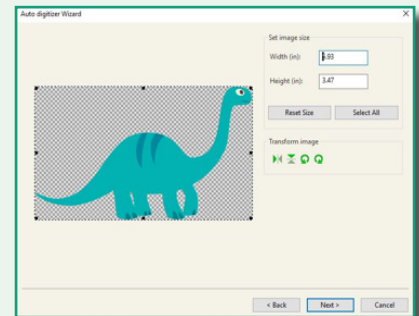 Auto digitizer Wizard
Set image size
Width (in):
Height (in): 3.47
Reset Size Select All
Transform image
< Back Next > Cancel